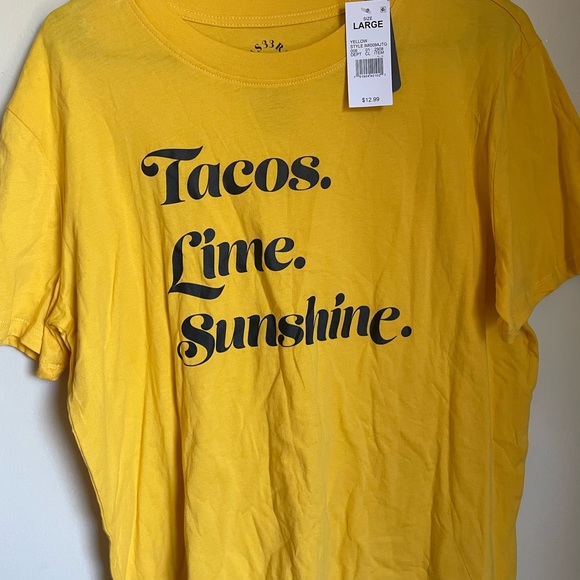 SIZE
LARGE
YELLOW
$12.99
Tacos.
Lime.
Sunshine.